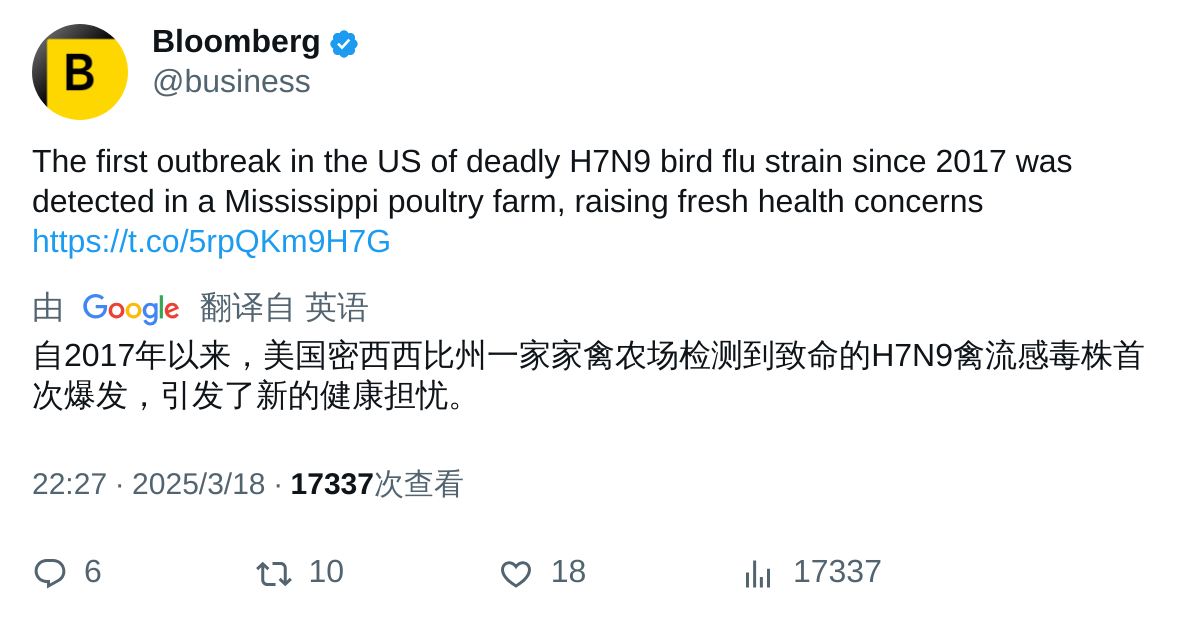 B
Bloomberg
@business
The first outbreak in the US of deadly H7N9 bird flu strain since 2017 was
detected in a Mississippi poultry farm, raising fresh health concerns
https://t.co/5rpQKm9H7G
由 Google 翻译自 英语
自2017年以来，美国密西西比州一家家禽农场检测到致命的H7N9禽流感毒株首
次爆发，引发了新的健康担忧。
22:27 · 2025/3/18 · 17337次查看
6 10 18 17337